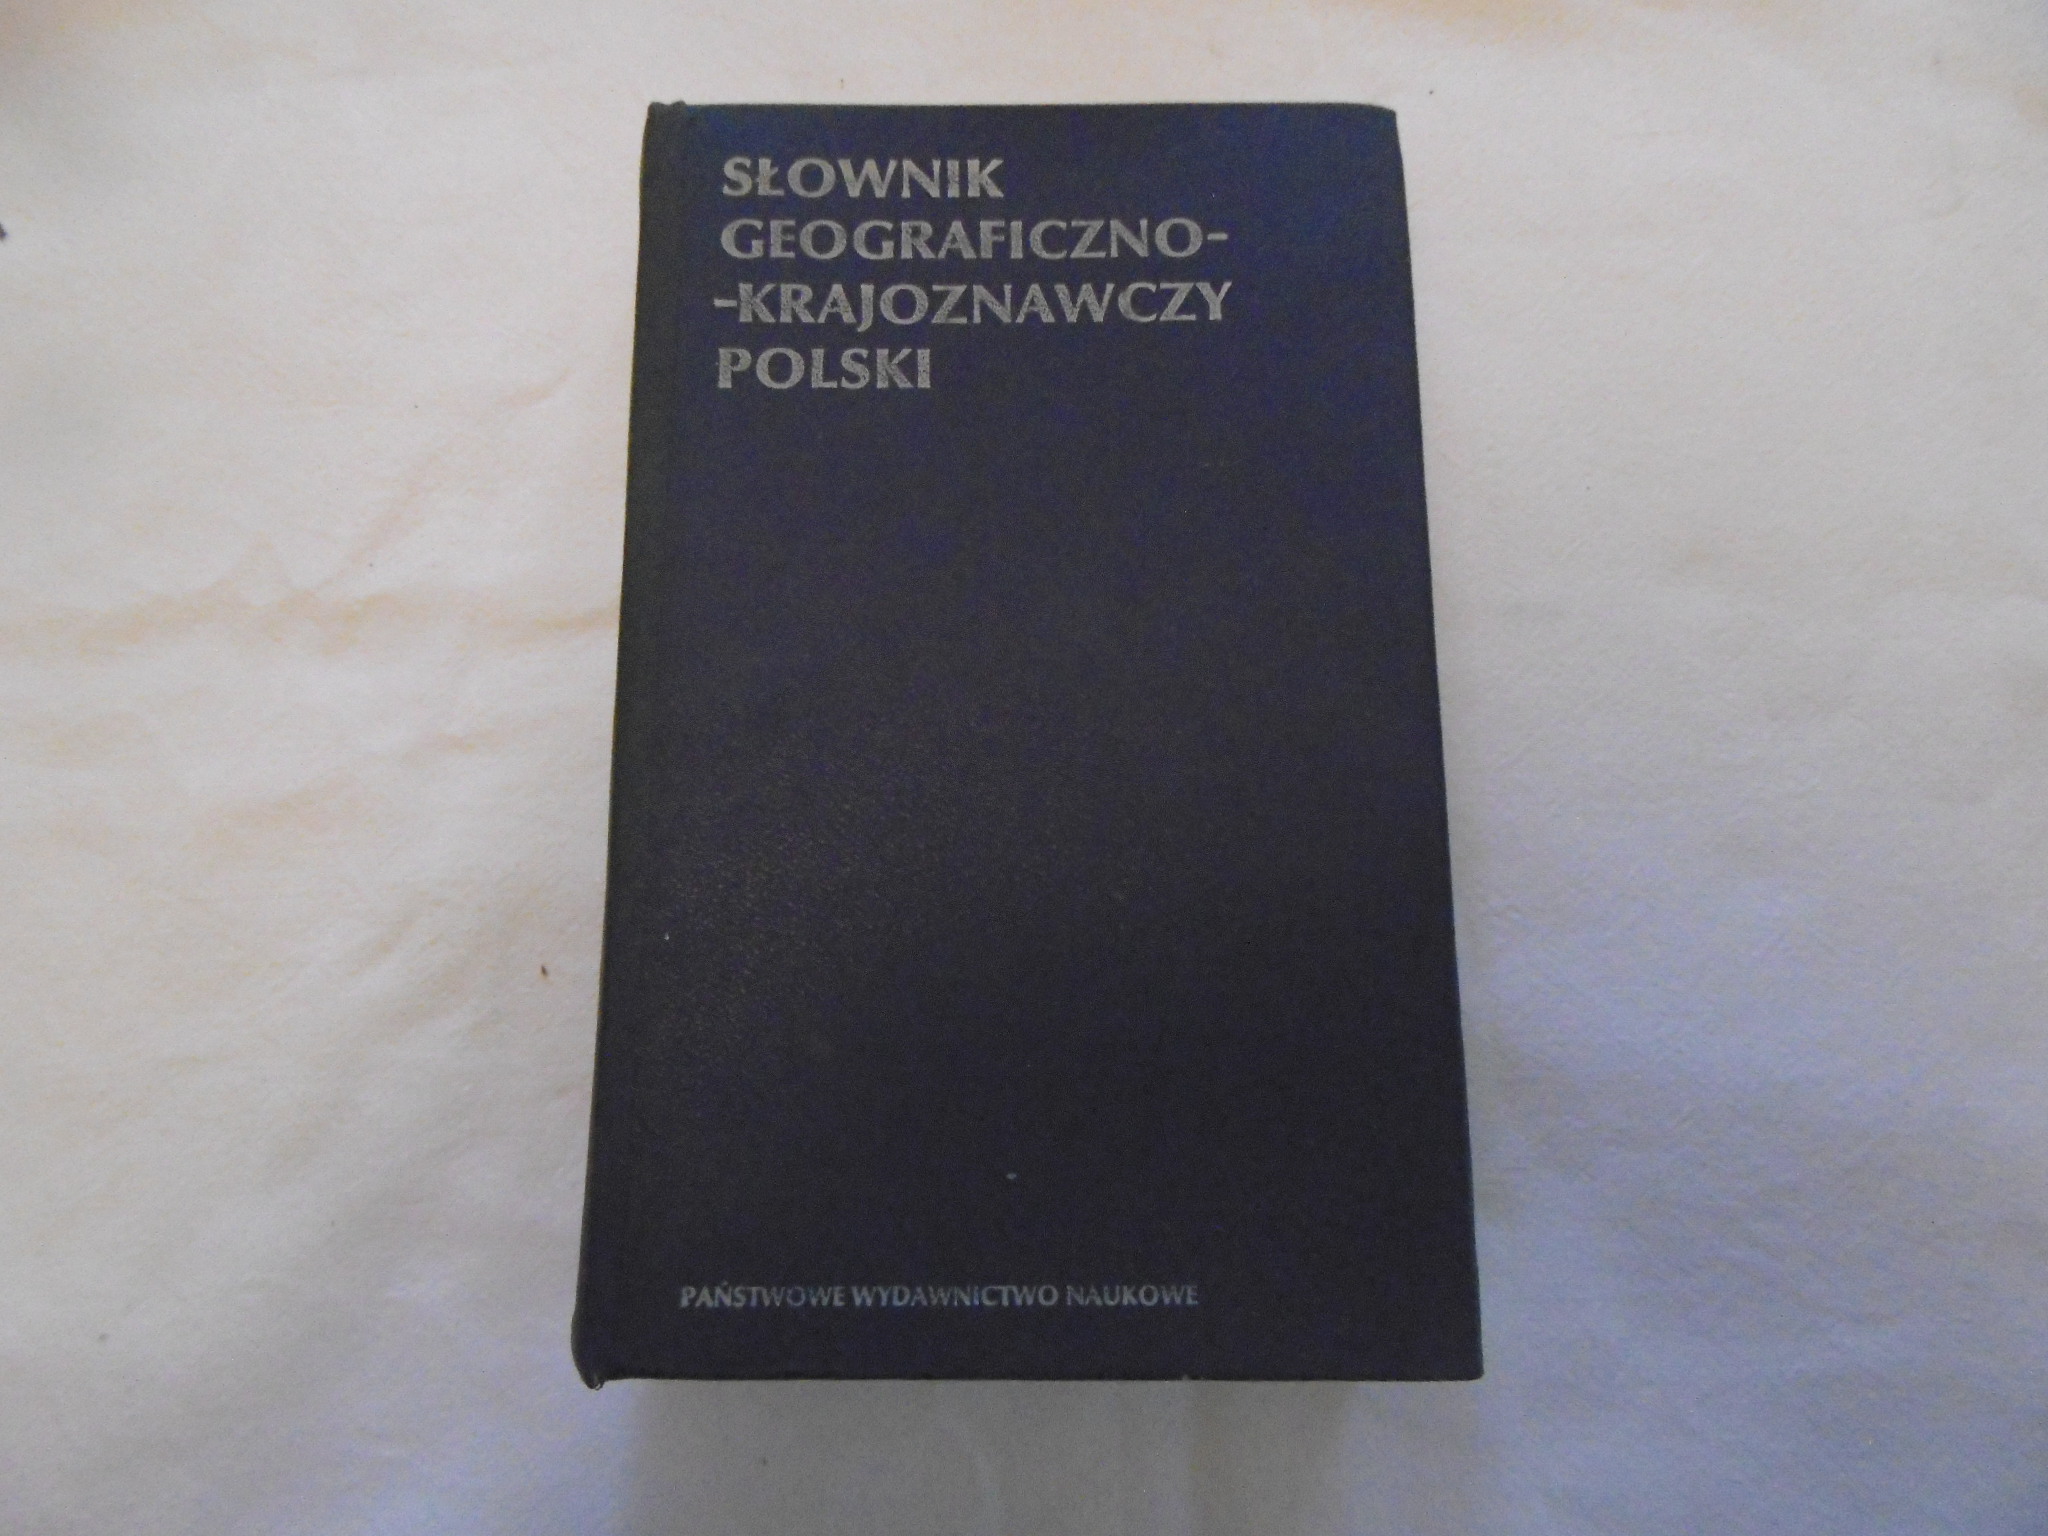 SŁOWNIK
GEOGRAFICZNO-
-KRAJOZNAWCZY
POLSKI
PAŃSTWOWE WYDAWNICTWO NAUKOWE